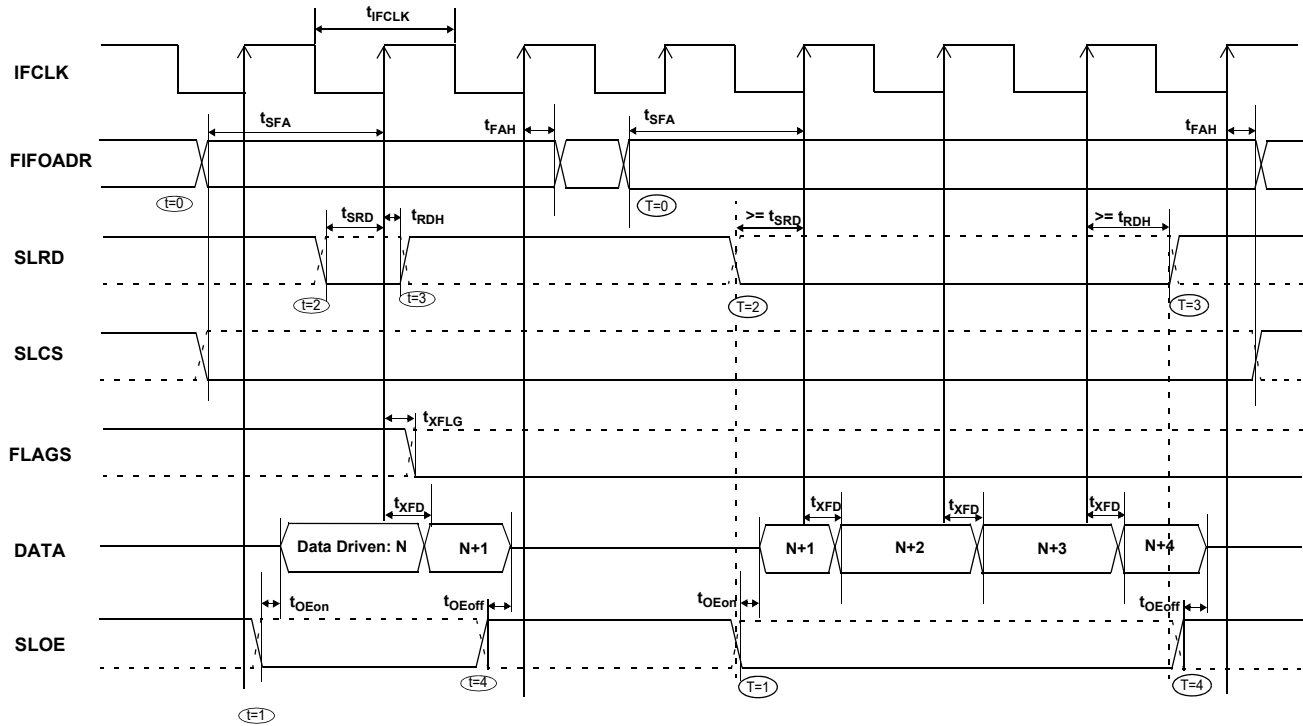 tIFCLK
IFCLK
tSFA
tFAH
tSFA
tFAH
FIFOADR
t=0
T=0
tSRD
tRDH
>= tSRD
>= tRDH
SLRD
t=2
t=3
T=2
T=3
SLCS
tXFLG
FLAGS
tXFD
tXFD
tXFD
tXFD
DATA
Data Driven: N
N+1
N+1
N+2
N+3
N+4
tOEon
tOEoff
tOEon
tOEoff
SLOE
t=4
T=1
T=4
t=1